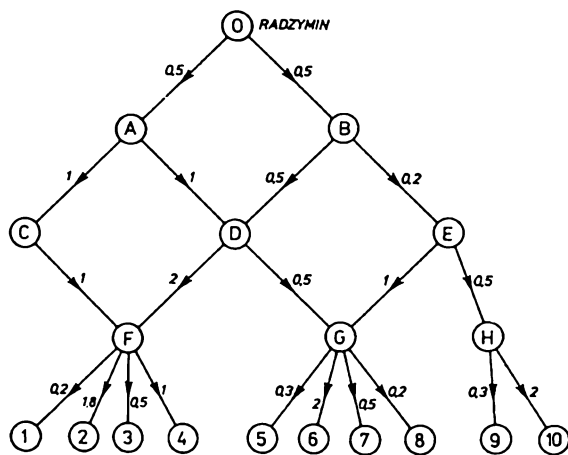 O RADZYMIN
0,5 0,5
A B
1 1 0,5 0,2
C D E
1 2 0,5 1 0,5
F G H
0,2 1,8 0,5 1 0,3 2 0,5 0,2 0,3 2
1 2 3 4 5 6 7 8 9 10